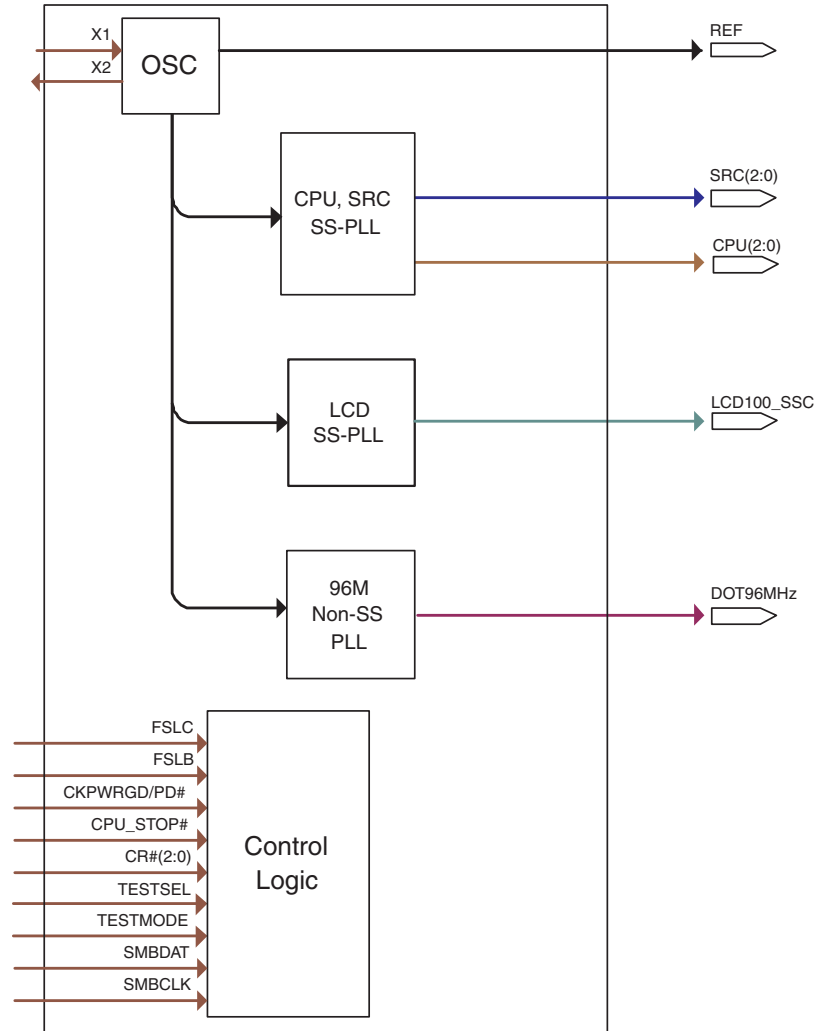 X1
X2
OSC
REF
CPU, SRC
SS-PLL
SRC(2:0)
CPU(2:0)
LCD
SS-PLL
LCD100_SSC
96M
Non-SS
PLL
DOT96MHz
FSLC
FSLB
CKPWRGD/PD#
CPU_STOP#
CR#(2:0)
TESTSEL
TESTMODE
SMBDAT
SMBCLK
Control
Logic